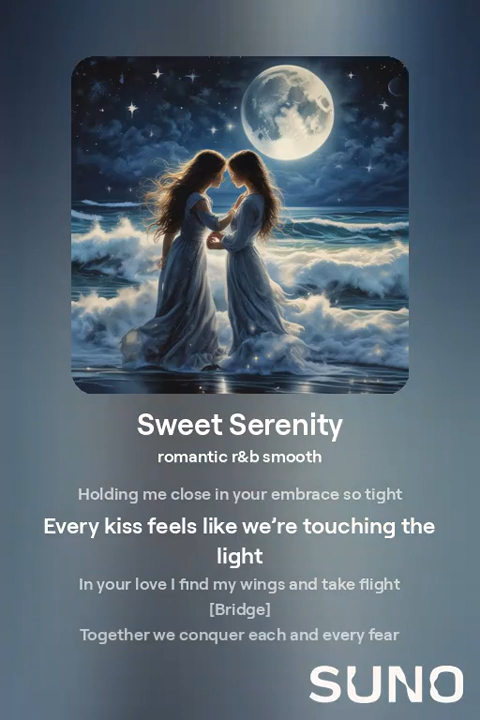 Sweet Serenity
romantic r&b smooth
Holding me close in your embrace so tight
Every kiss feels like we're touching the
light
In your love I find my wings and take flight
[Bridge]
Together we conquer each and every fear
SUNO